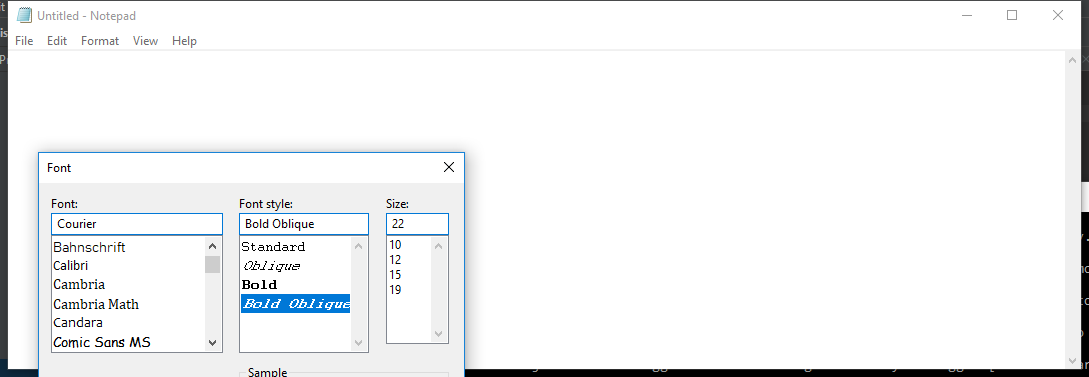 Untitled - Notepad
File Edit Format View Help
Font
Font: Font style: Size:
Courier Bold Oblique 22
Bahnschrift Standard 10
Calibri Oblique 12
Cambria Bold 15
Cambria Math Bold Oblique 19
Candara
Comic Sans MS
Sample